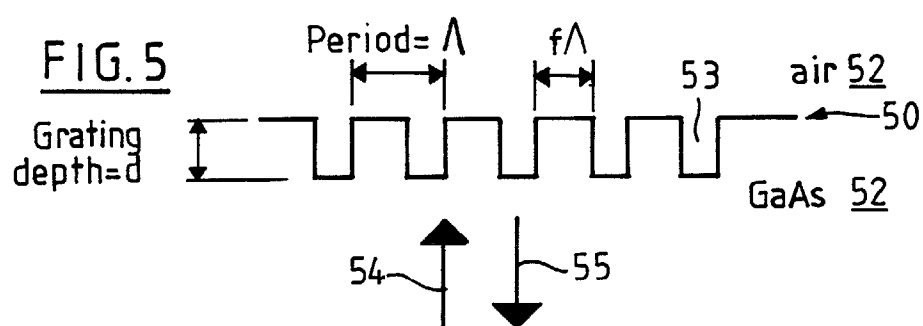 FIG. 5
Period= Λ
fΛ
53
air 52
50
Grating
depth=d
GaAs 52
54
55